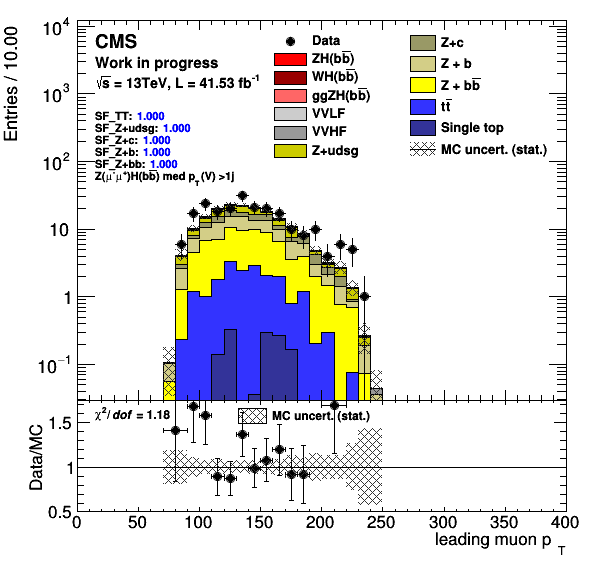 Entries / 10.00
10⁴
10³
10²
10
1
10⁻¹
CMS
Work in progress
√s = 13TeV, L = 41.53 fb⁻¹
SF_TT: 1.000
SF_Z+udsg: 1.000
SF_Z+c: 1.000
SF_Z+b: 1.000
SF_Z+bb: 1.000
Z(μ⁻μ⁺)H(bb̅) med p_T(V) >1j
Data
ZH(bb̅)
WH(bb̅)
ggZH(bb̅)
VVLF
VVHF
Z+udsg
Z+c
Z + b
Z + bb̅
tt̅
Single top
MC uncert. (stat.)
Data/MC
1.5
1
0.5
χ²/dof = 1.18
MC uncert. (stat.)
0 50 100 150 200 250 300 350 400
leading muon p_T